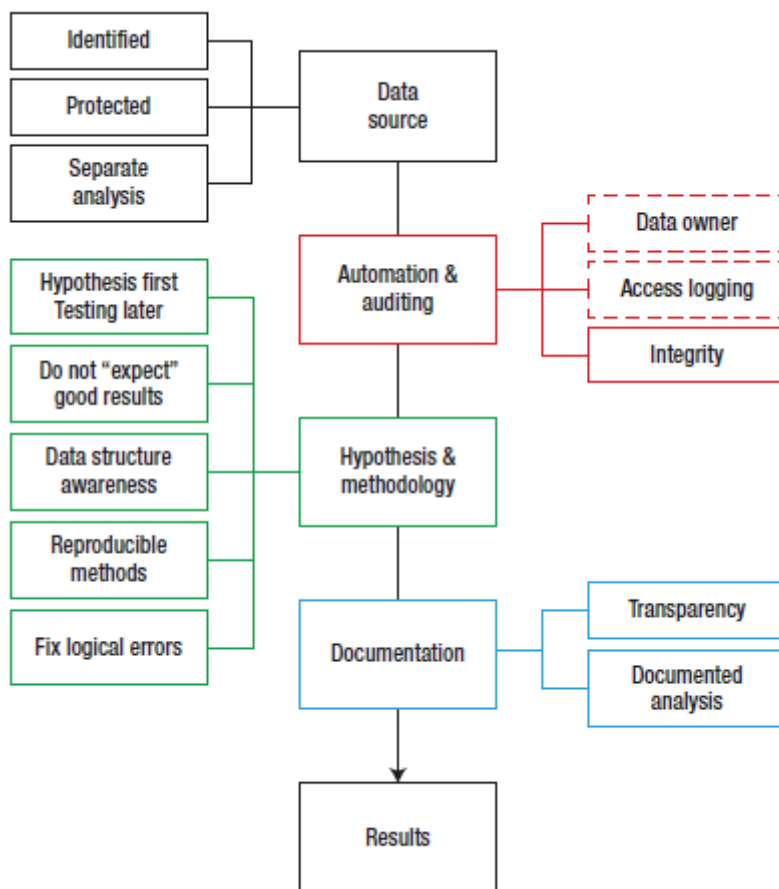 Identified
Protected
Separate
analysis
Data
source
Automation &
auditing
Data owner
Access logging
Integrity
Hypothesis first
Testing later
Do not “expect”
good results
Data structure
awareness
Reproducible
methods
Fix logical errors
Hypothesis &
methodology
Documentation
Transparency
Documented
analysis
Results